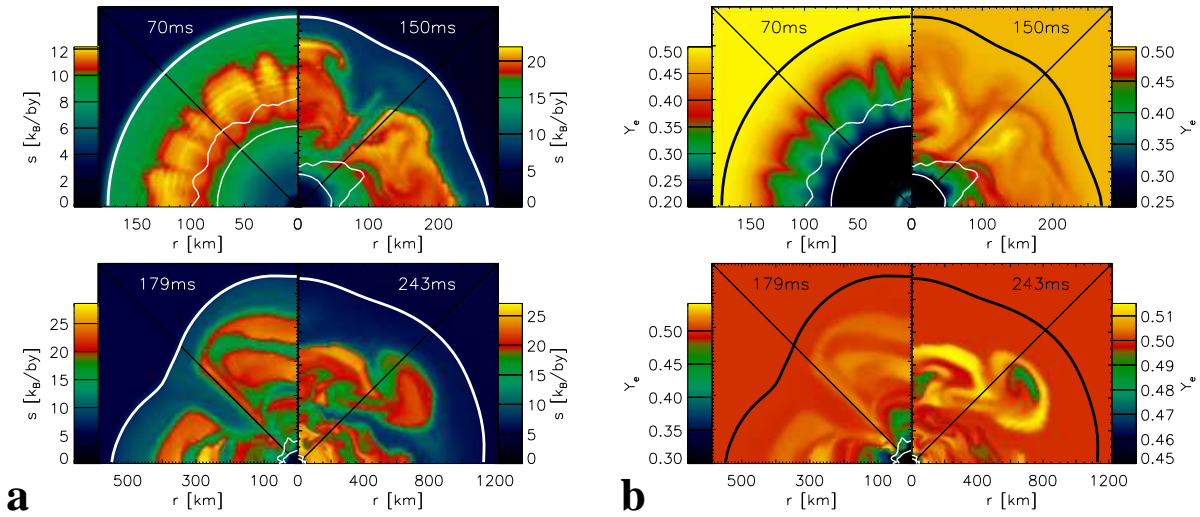 70ms 150ms
12
10
8
6
4
2
0
s [k_B/by]
20
15
10
5
0
s [k_B/by]
150 100 50 0 100 200
r [km] r [km]
179ms 243ms
25
20
15
10
5
0
s [k_B/by]
25
20
15
10
5
0
s [k_B/by]
500 300 100 0 400 800 1200
r [km] r [km]
a
70ms 150ms
0.50
0.45
0.40
0.35
0.30
0.25
0.20
Y_e
0.50
0.45
0.40
0.35
0.30
0.25
Y_e
150 100 50 0 100 200
r [km] r [km]
179ms 243ms
0.50
0.45
0.40
0.35
0.30
Y_e
0.51
0.50
0.49
0.48
0.47
0.46
0.45
Y_e
500 300 100 0 400 800 1200
r [km] r [km]
b